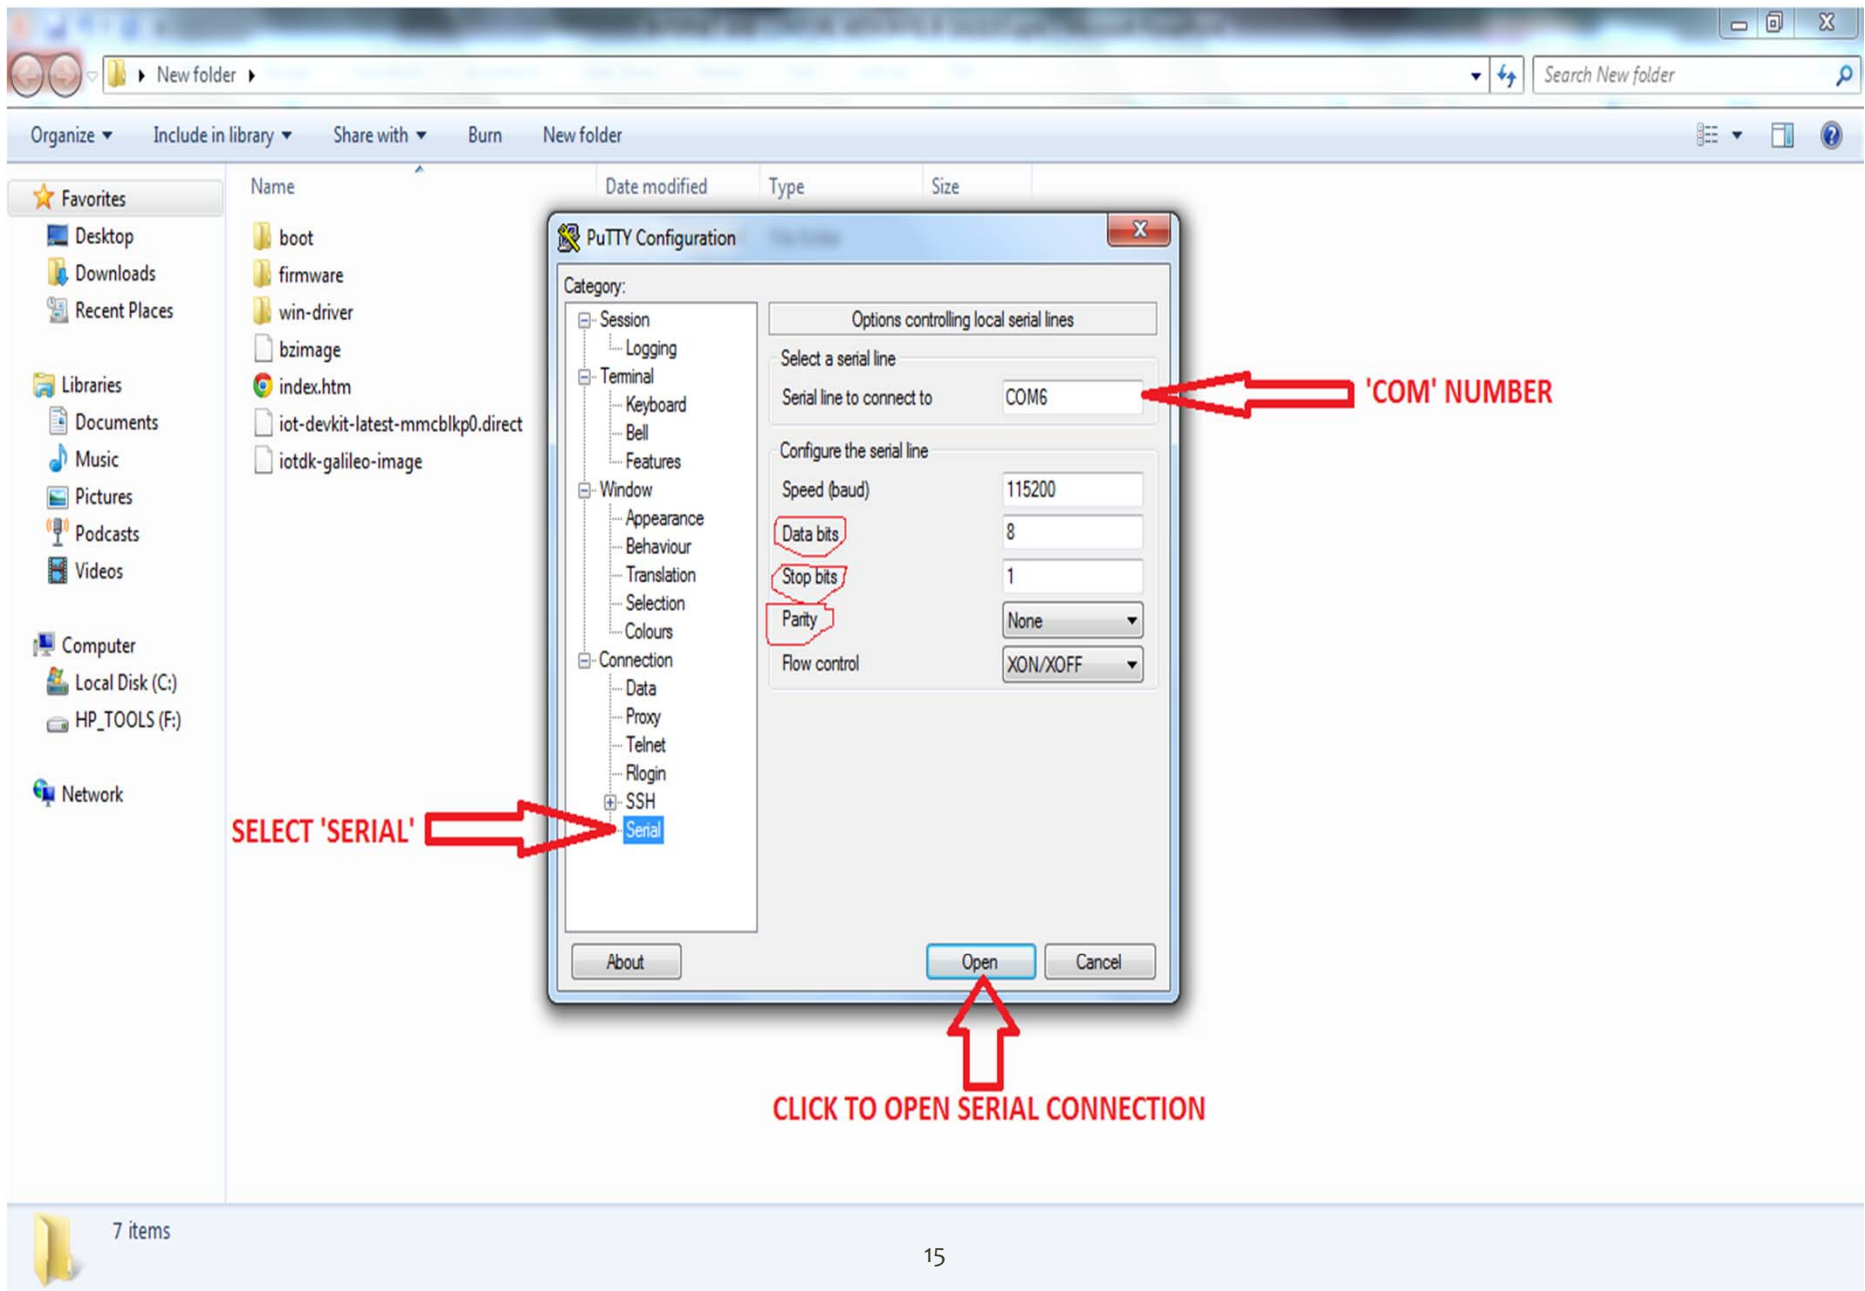 New folder
Search New folder
Organize Include in library Share with Burn New folder
Name Date modified Type Size
Favorites
Desktop
Downloads
Recent Places
Libraries
Documents
Music
Pictures
Podcasts
Videos
Computer
Local Disk (C:)
HP_TOOLS (F:)
Network
boot
firmware
win-driver
bzimage
index.htm
iot-devkit-latest-mmcblkp0.direct
iotdk-galileo-image
PuTTY Configuration
Category:
Session
Logging
Terminal
Keyboard
Bell
Features
Window
Appearance
Behaviour
Translation
Selection
Colours
Connection
Data
Proxy
Telnet
Rlogin
SSH
Serial
Options controlling local serial lines
Select a serial line
Serial line to connect to COM6
Configure the serial line
Speed (baud) 115200
Data bits 8
Stop bits 1
Parity None
Flow control XON/XOFF
About Open Cancel
'COM' NUMBER
SELECT 'SERIAL'
CLICK TO OPEN SERIAL CONNECTION
7 items
15